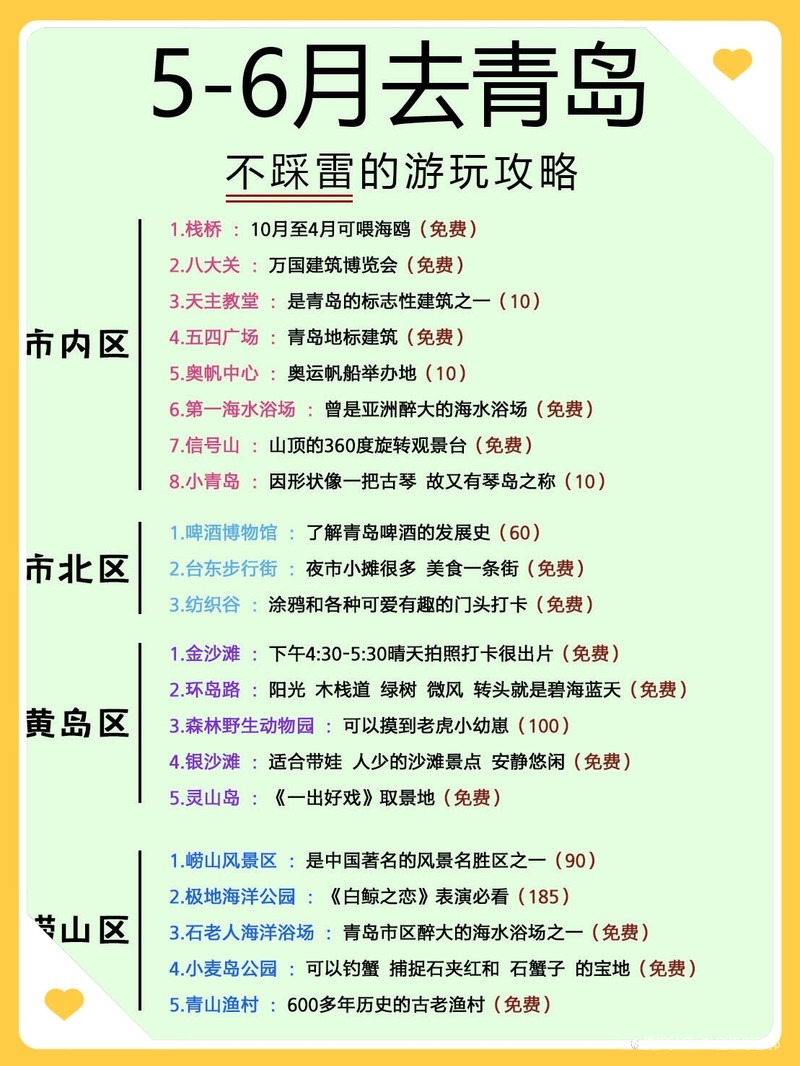 5-6月去青岛
不踩雷的游玩攻略
市内区
1.栈桥 : 10月至4月可喂海鸥(免费)
2.八大关 : 万国建筑博览会(免费)
3.天主教堂 : 是青岛的标志性建筑之一(10)
4.五四广场 : 青岛地标建筑(免费)
5.奥帆中心 : 奥运帆船举办地(10)
6.第一海水浴场 : 曾是亚洲醉大的海水浴场(免费)
7.信号山 : 山顶的360度旋转观景台(免费)
8.小青岛 : 因形状像一把古琴 故又有琴岛之称(10)
市北区
1.啤酒博物馆 : 了解青岛啤酒的发展史(60)
2.台东步行街 : 夜市小摊很多 美食一条街(免费)
3.纺织谷 : 涂鸦和各种可爱有趣的门头打卡(免费)
黄岛区
1.金沙滩 : 下午4:30-5:30晴天拍照打卡很出片(免费)
2.环岛路 : 阳光 木栈道 绿树 微风 转头就是碧海蓝天(免费)
3.森林野生动物园 : 可以摸到老虎小幼崽(100)
4.银沙滩 : 适合带娃 人少的沙滩景点 安静悠闲(免费)
5.灵山岛 : 《一出好戏》取景地(免费)
崂山区
1.崂山风景区 : 是中国著名的风景名胜区之一(90)
2.极地海洋公园 : 《白鲸之恋》表演必看(185)
3.石老人海洋浴场 : 青岛市区醉大的海水浴场之一(免费)
4.小麦岛公园 : 可以钓蟹 捕捉石夹红和 石蟹子 的宝地(免费)
5.青山渔村 : 600多年历史的古老渔村(免费)